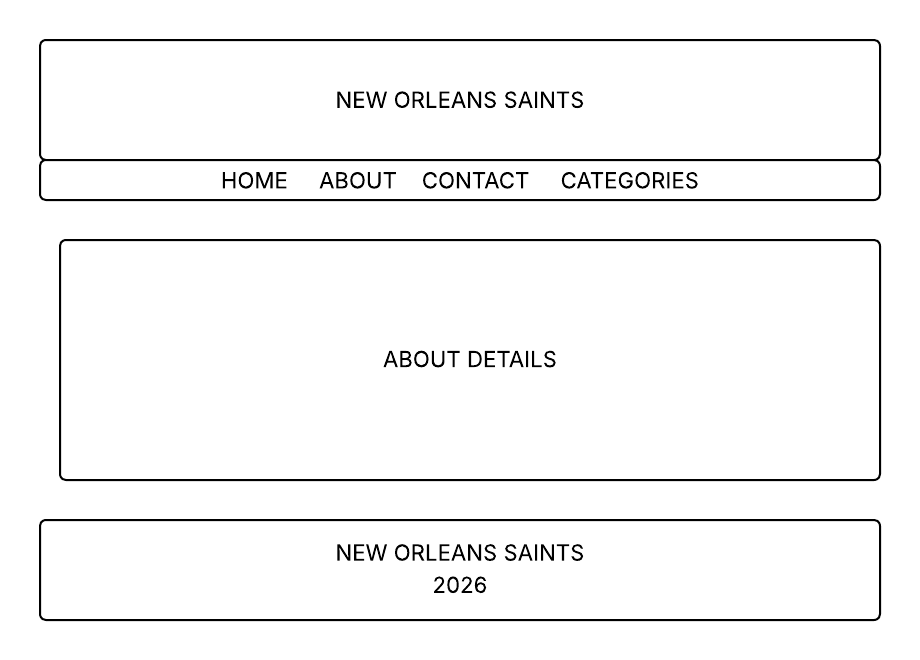 NEW ORLEANS SAINTS
HOME ABOUT CONTACT CATEGORIES
ABOUT DETAILS
NEW ORLEANS SAINTS
2026